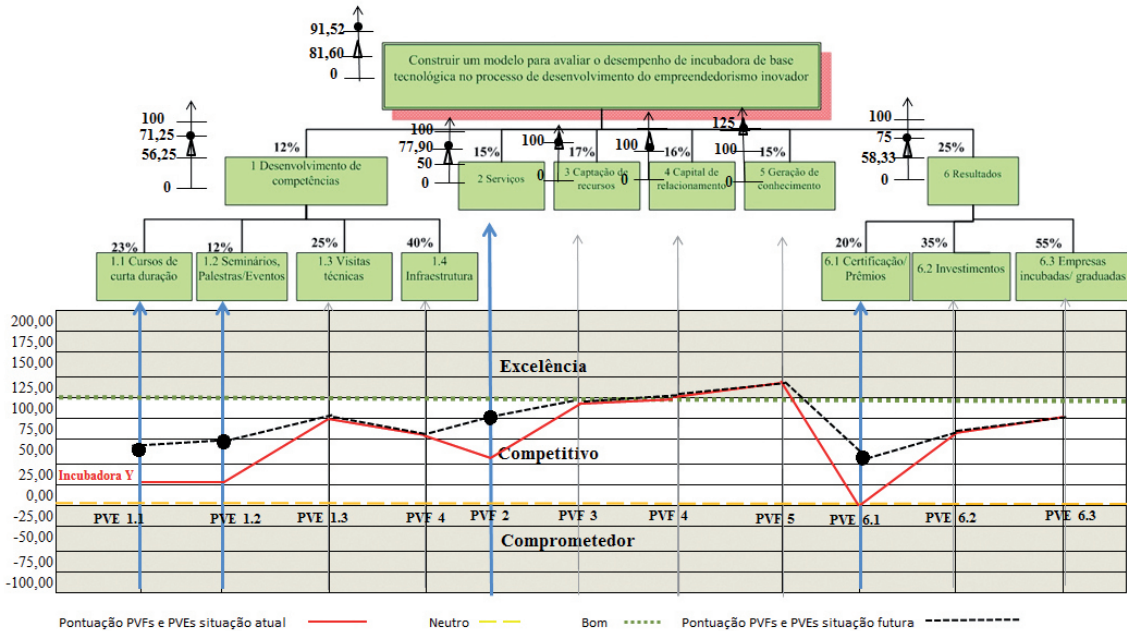 91,52
81,60
0
Construir um modelo para avaliar o desempenho de incubadora de base
tecnológica no processo de desenvolvimento do empreendedorismo inovador
100
71,25
56,25
0
100
77,90
50
0
100
0
100
0
125
100
0
100
75
58,33
0
12%
15%
17%
16%
15%
25%
1 Desenvolvimento de
competências
2 Serviços
3 Captação de
recursos
4 Capital de
relacionamento
5 Geração de
conhecimento
6 Resultados
23%
12%
25%
40%
20%
35%
55%
1.1 Cursos de
curta duração
1.2 Seminários,
Palestras/Eventos
1.3 Visitas
técnicas
1.4
Infraestrutura
6.1 Certificação/
Prêmios
6.2 Investimentos
6.3 Empresas
incubadas/ graduadas
200,00
175,00
150,00
125,00
100,00
75,00
50,00
25,00
0,00
-25,00
-50,00
-75,00
-100,00
Excelência
Competitivo
Incubadora Y
PVE 1.1
PVE 1.2
PVE 1.3
PVF 4
PVF 2
PVF 3
PVF 4
PVF 5
PVE 6.1
PVE 6.2
PVE 6.3
Comprometedor
Pontuação PVFs e PVEs situação atual
Neutro
Bom
Pontuação PVFs e PVEs situação futura